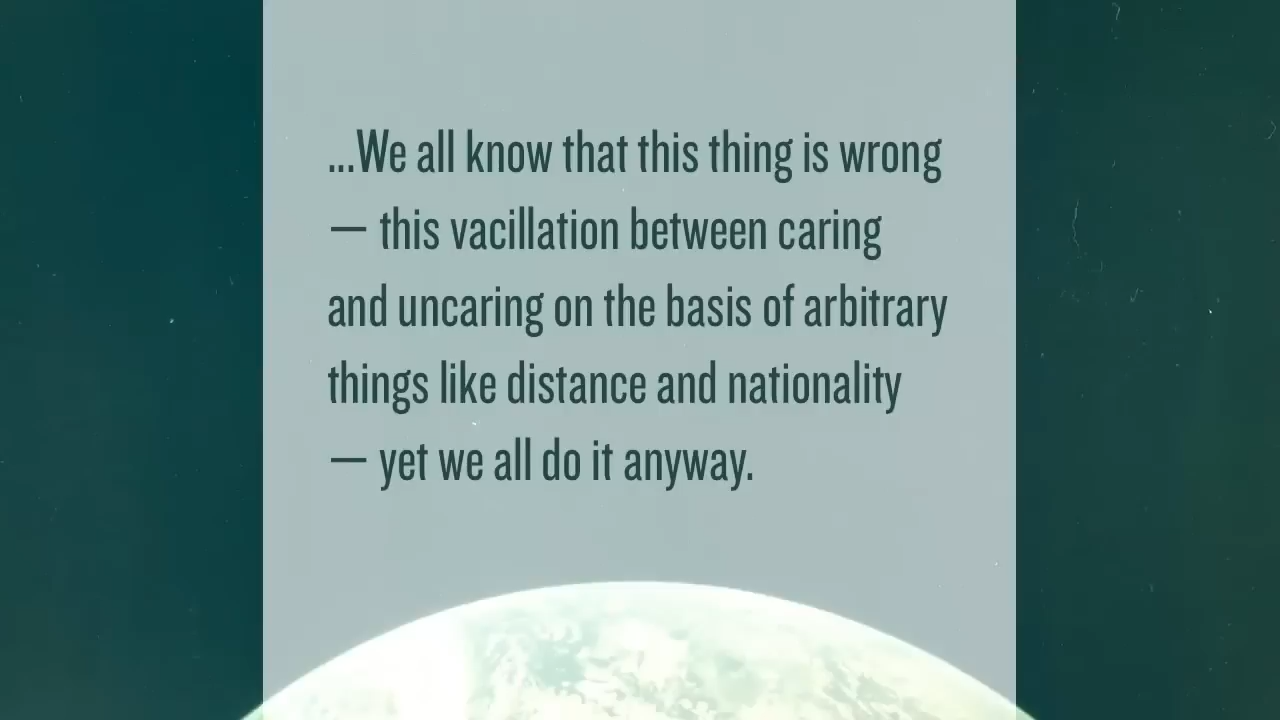 ...We all know that this thing is wrong
— this vacillation between caring
and uncaring on the basis of arbitrary
things like distance and nationality
— yet we all do it anyway.